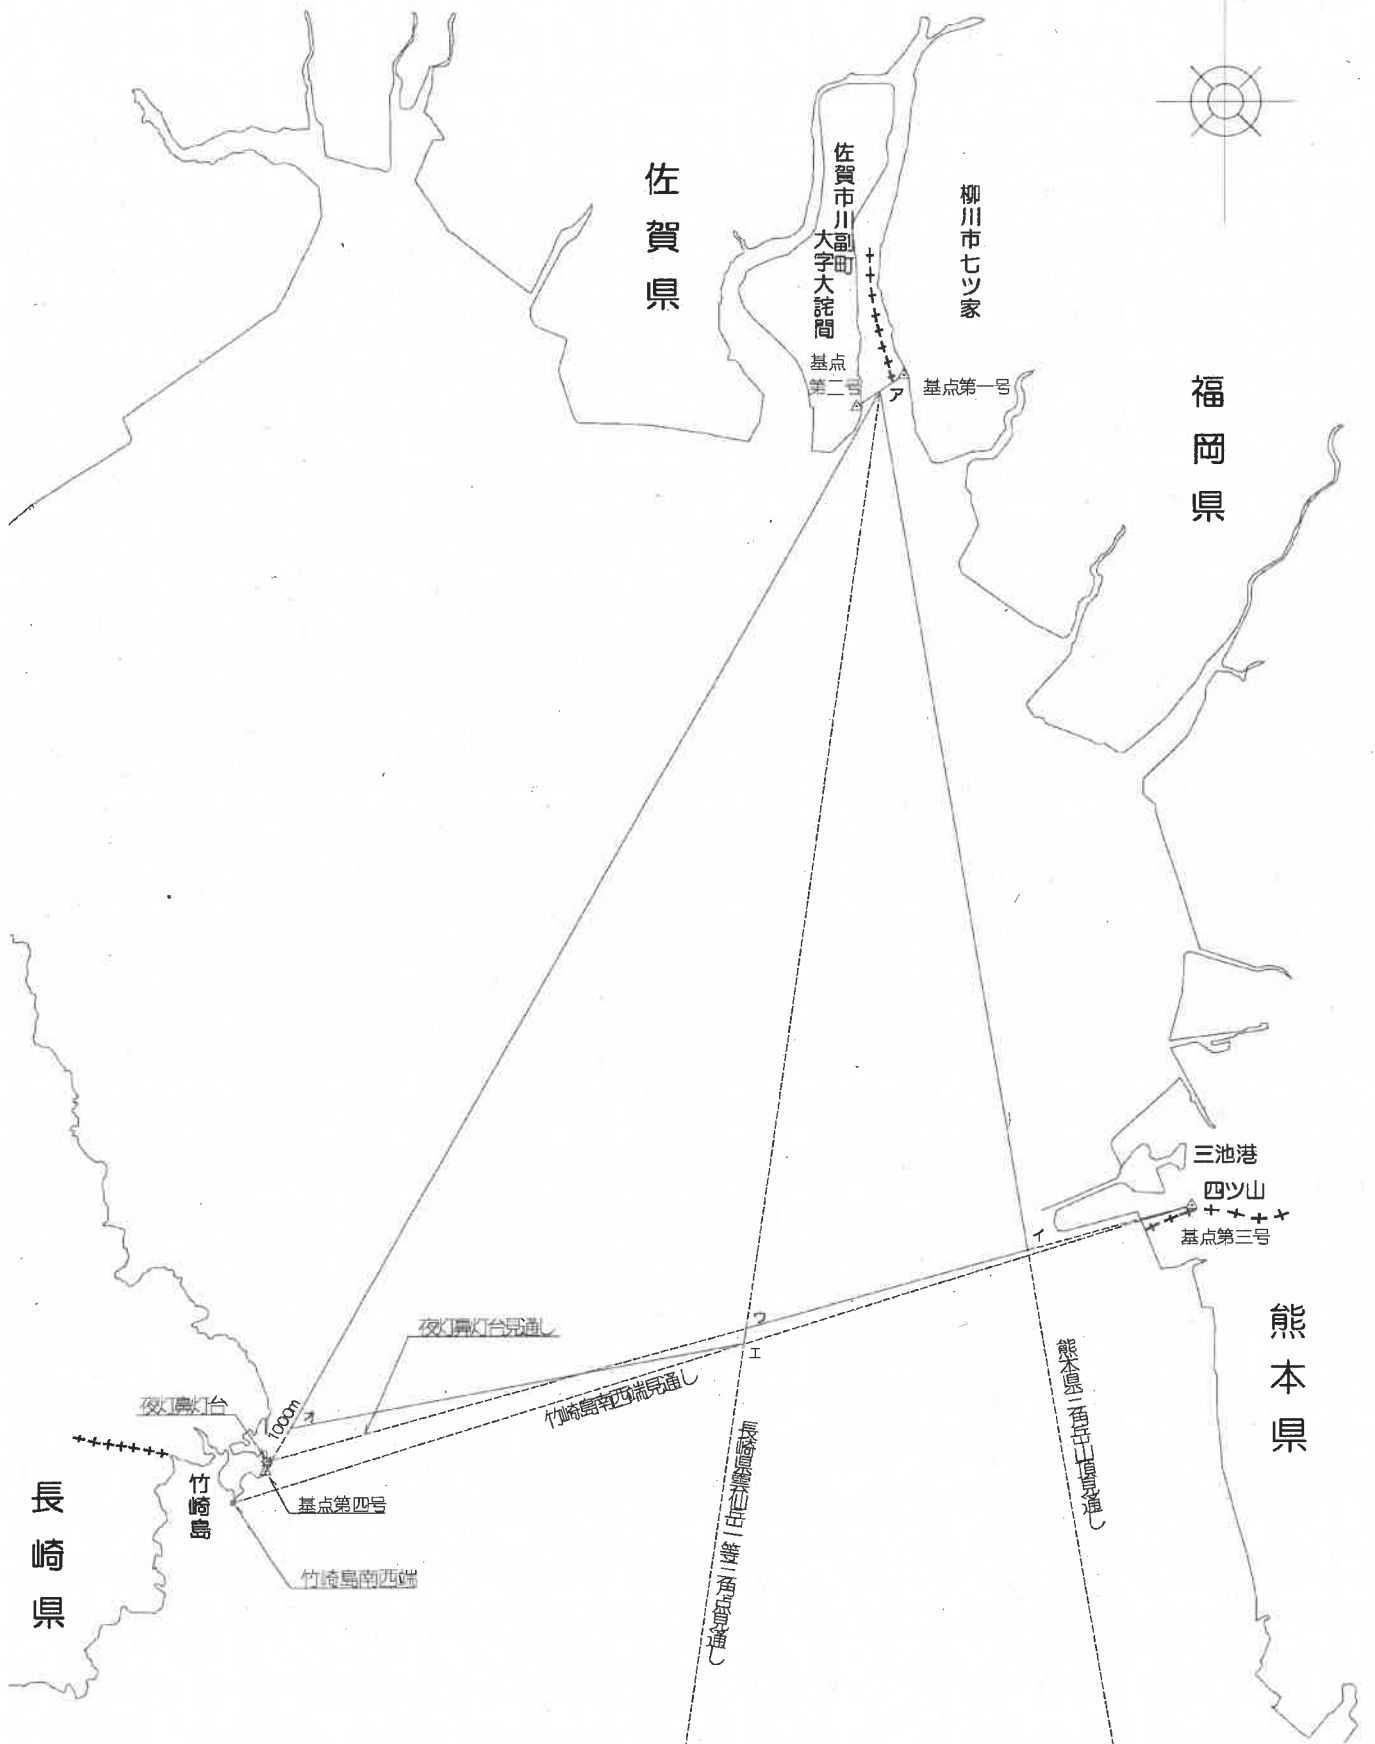 佐賀県
佐賀市川副町
大字大詫間
柳川市七ツ家
基点
第二号
ア
基点第一号
福岡県
三池港
四ツ山
基点第三号
イ
熊本県
ウ
エ
夜灯鼻灯台見通し
竹崎島南西端見通し
夜灯鼻灯台
1000m
オ
長崎県雲仙岳一等三角点見通し
熊本県三角岳山頂見通し
竹崎島
基点第四号
長崎県
竹崎島南西端